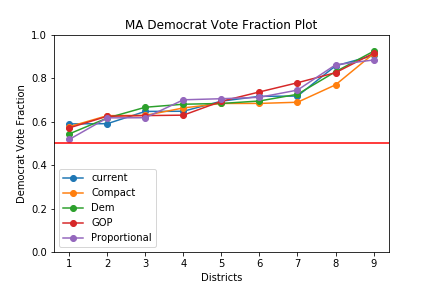 MA Democrat Vote Fraction Plot
1.0
0.8
0.6
0.4
0.2
0.0
Democrat Vote Fraction
current
Compact
Dem
GOP
Proportional
1 2 3 4 5 6 7 8 9
Districts